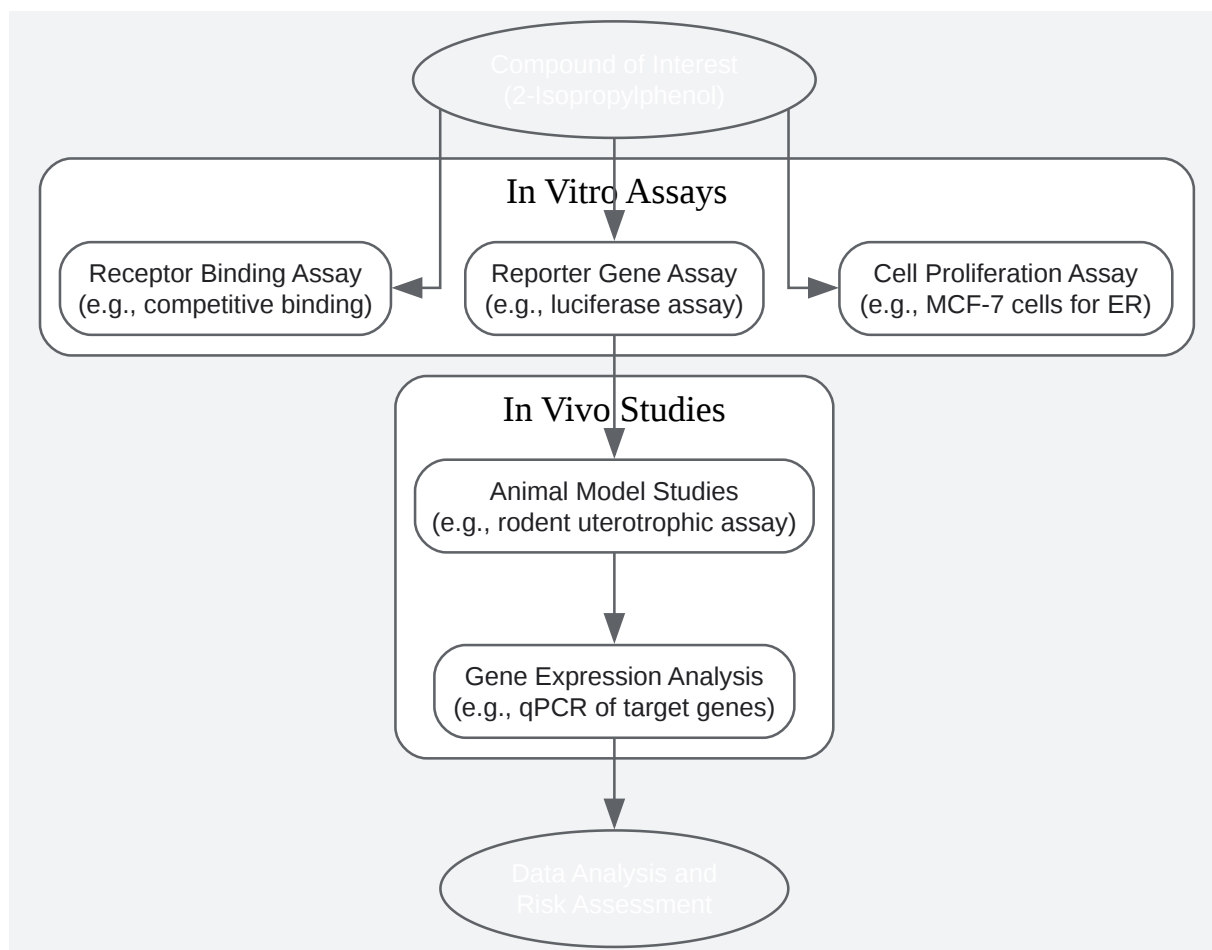 Compound of Interest
(2-Isopropylphenol)
In Vitro Assays
Receptor Binding Assay
(e.g., competitive binding)
Reporter Gene Assay
(e.g., luciferase assay)
Cell Proliferation Assay
(e.g., MCF-7 cells for ER)
In Vivo Studies
Animal Model Studies
(e.g., rodent uterotrophic assay)
Gene Expression Analysis
(e.g., qPCR of target genes)
Data Analysis and
Risk Assessment